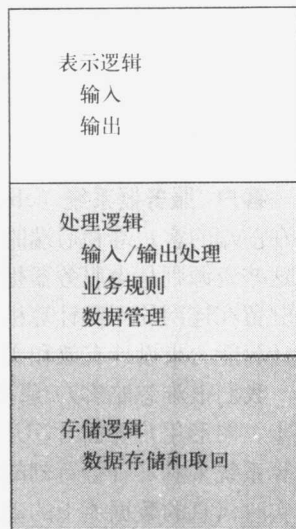 表示逻辑
输入
输出
处理逻辑
输入/输出处理
业务规则
数据管理
存储逻辑
数据存储和取回